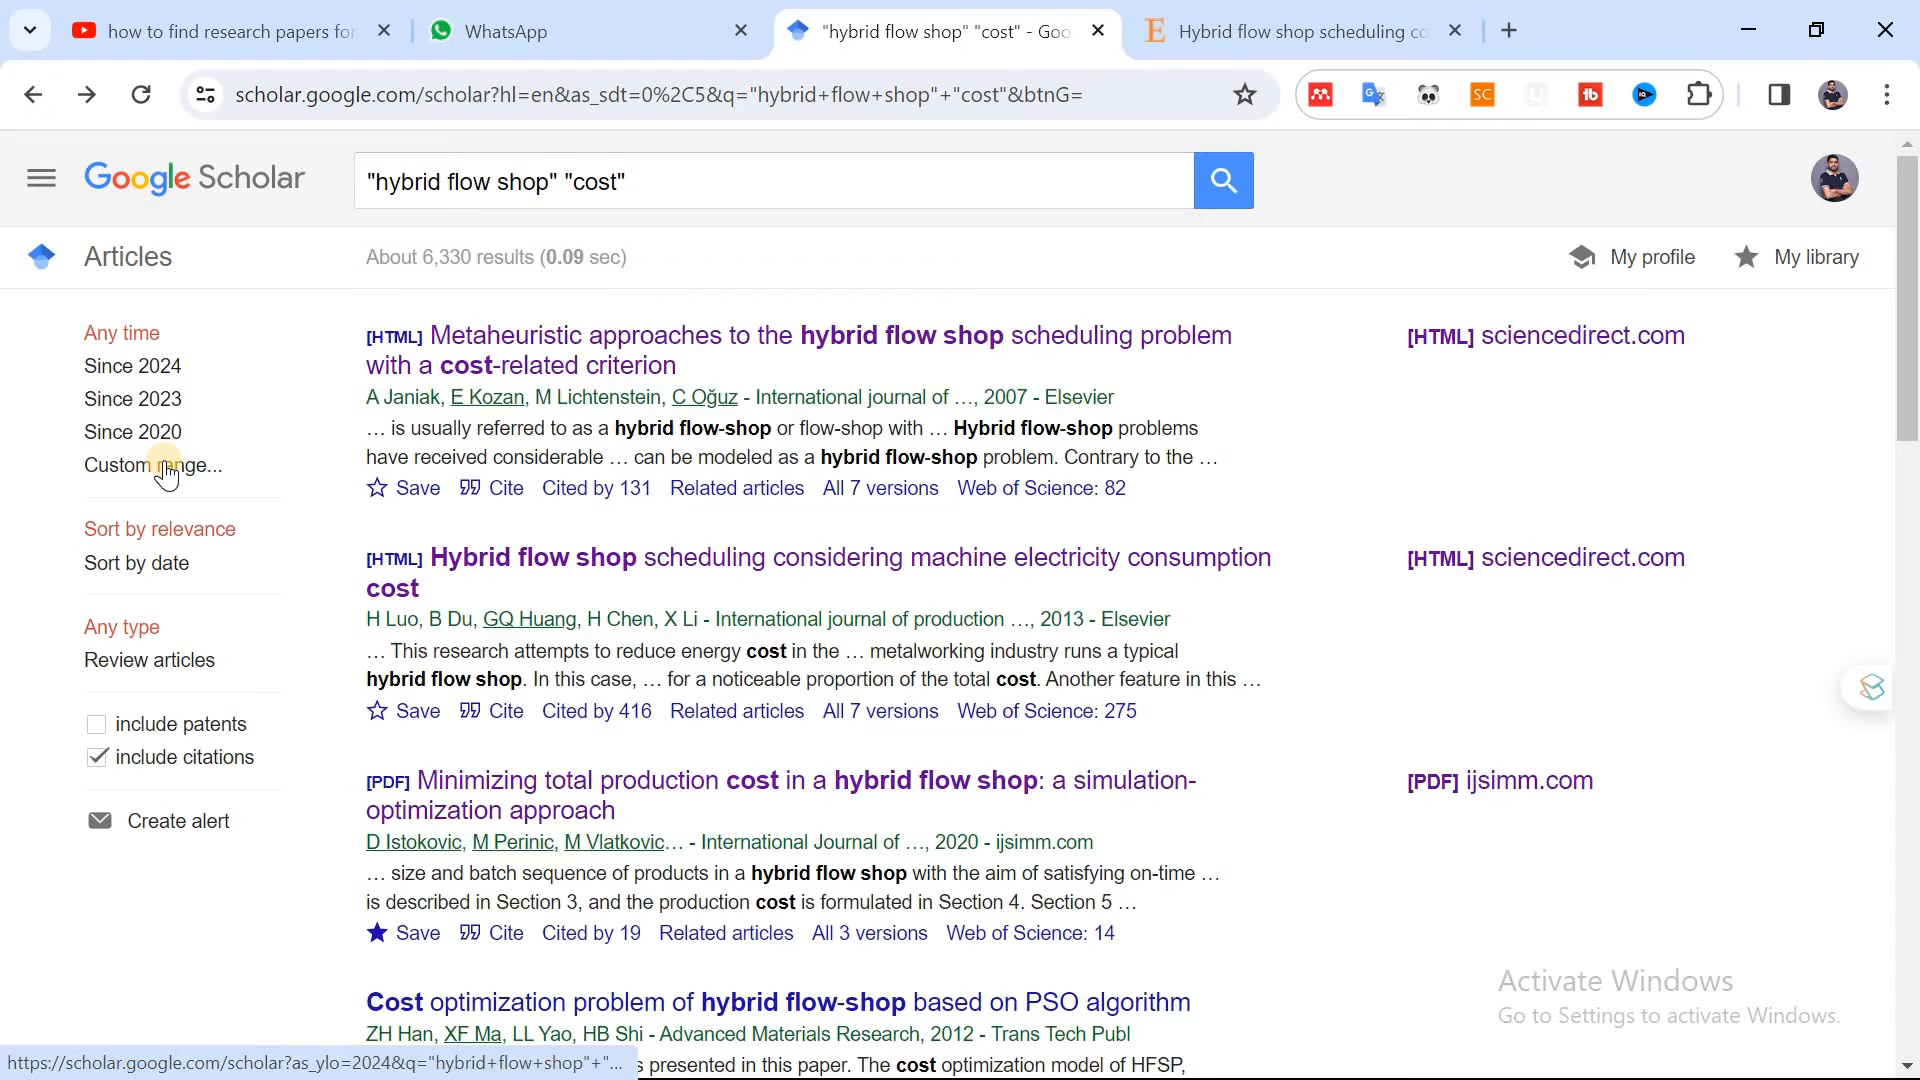 how to find research papers for
WhatsApp
"hybrid flow shop" "cost" - Goo
Hybrid flow shop scheduling co
scholar.google.com/scholar?hl=en&as_sdt=0%2C5&q="hybrid+flow+shop"+"cost"&btnG=
SC
1b
Google Scholar
"hybrid flow shop" "cost"
Articles
About 6,330 results (0.09 sec)
My profile
My library
Any time
Since 2024
Since 2023
Since 2020
Custom range...
Sort by relevance
Sort by date
Any type
Review articles
include patents
include citations
Create alert
[HTML] Metaheuristic approaches to the hybrid flow shop scheduling problem
with a cost-related criterion
A Janiak, E Kozan, M Lichtenstein, C Oğuz - International journal of …, 2007 - Elsevier
… is usually referred to as a hybrid flow-shop or flow-shop with … Hybrid flow-shop problems
have received considerable … can be modeled as a hybrid flow-shop problem. Contrary to the …
Save Cite Cited by 131 Related articles All 7 versions Web of Science: 82
[HTML] sciencedirect.com
[HTML] Hybrid flow shop scheduling considering machine electricity consumption
cost
H Luo, B Du, GQ Huang, H Chen, X Li - International journal of production …, 2013 - Elsevier
… This research attempts to reduce energy cost in the … metalworking industry runs a typical
hybrid flow shop. In this case, … for a noticeable proportion of the total cost. Another feature in this …
Save Cite Cited by 416 Related articles All 7 versions Web of Science: 275
[HTML] sciencedirect.com
[PDF] Minimizing total production cost in a hybrid flow shop: a simulation-
optimization approach
D Istokovic, M Perinic, M Vlatkovic… - International Journal of …, 2020 - ijsimm.com
… size and batch sequence of products in a hybrid flow shop with the aim of satisfying on-time …
is described in Section 3, and the production cost is formulated in Section 4. Section 5 …
Save Cite Cited by 19 Related articles All 3 versions Web of Science: 14
[PDF] ijsimm.com
Cost optimization problem of hybrid flow-shop based on PSO algorithm
ZH Han, XF Ma, LL Yao, HB Shi - Advanced Materials Research, 2012 - Trans Tech Publ
presented in this paper. The cost optimization model of HFSP,
Activate Windows
Go to Settings to activate Windows.
https://scholar.google.com/scholar?as_ylo=2024&q="hybrid+flow+shop"+"...